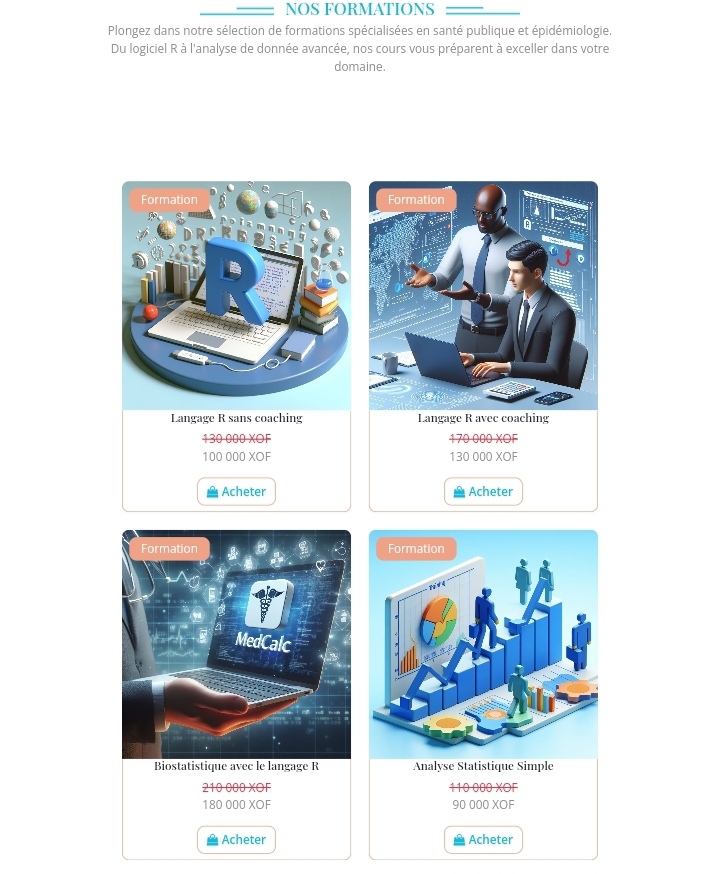 NOS FORMATIONS
Plongez dans notre sélection de formations spécialisées en santé publique et épidémiologie.
Du logiciel R à l'analyse de donnée avancée, nos cours vous préparent à exceller dans votre
domaine.
Formation
R
Langage R sans coaching
130 000 XOF
100 000 XOF
Acheter
Formation
Langage R avec coaching
170 000 XOF
130 000 XOF
Acheter
Formation
MedCalc
Biostatistique avec le langage R
210 000 XOF
180 000 XOF
Acheter
Formation
Analyse Statistique Simple
110 000 XOF
90 000 XOF
Acheter